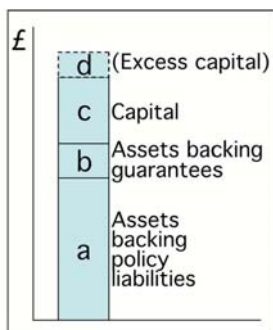 £
d (Excess capital)
c Capital
b Assets backing
guarantees
a Assets
backing
policy
liabilities